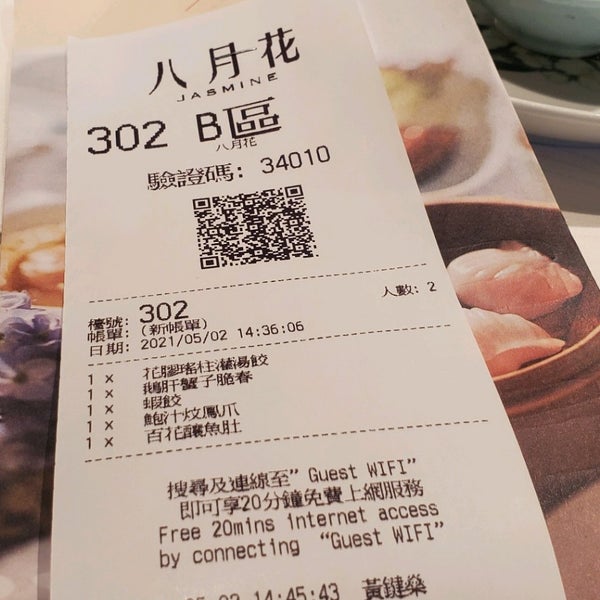 八月花
JASMINE
302 B區
八月花
驗證碼: 34010
檯號: 302 人數: 2
帳單: (新帳單)
日期: 2021/05/02 14:36:06
1 x 花膠瑤柱灌湯餃
1 x 鵝肝蟹子脆春
1 x 蝦餃
1 x 鮑汁炆鳳爪
1 x 百花釀魚肚
搜尋及連線至" Guest WIFI"
即可享20分鐘免費上網服務
Free 20mins internet access
by connecting "Guest WIFI"
14:45:43 黃鍵燊